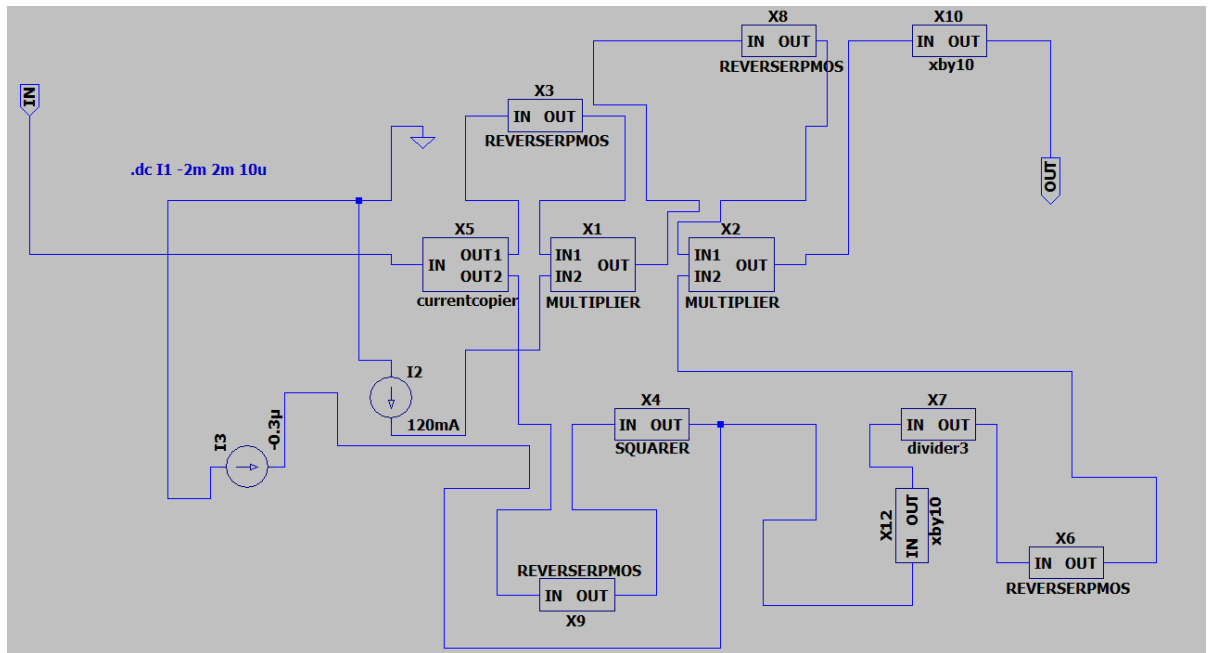 X8
IN OUT
REVERSERPMOS
X10
IN OUT
xby10
IN
X3
IN OUT
REVERSERPMOS
.dc I1 -2m 2m 10u
OUT
X5
IN OUT1
OUT2
currentcopier
X1
IN1
IN2 OUT
MULTIPLIER
X2
IN1
IN2 OUT
MULTIPLIER
I2
120mA
I3
-0.3µ
X4
IN OUT
SQUARER
X7
IN OUT
divider3
X12
IN OUT
xby10
X6
IN OUT
REVERSERPMOS
REVERSERPMOS
IN OUT
X9